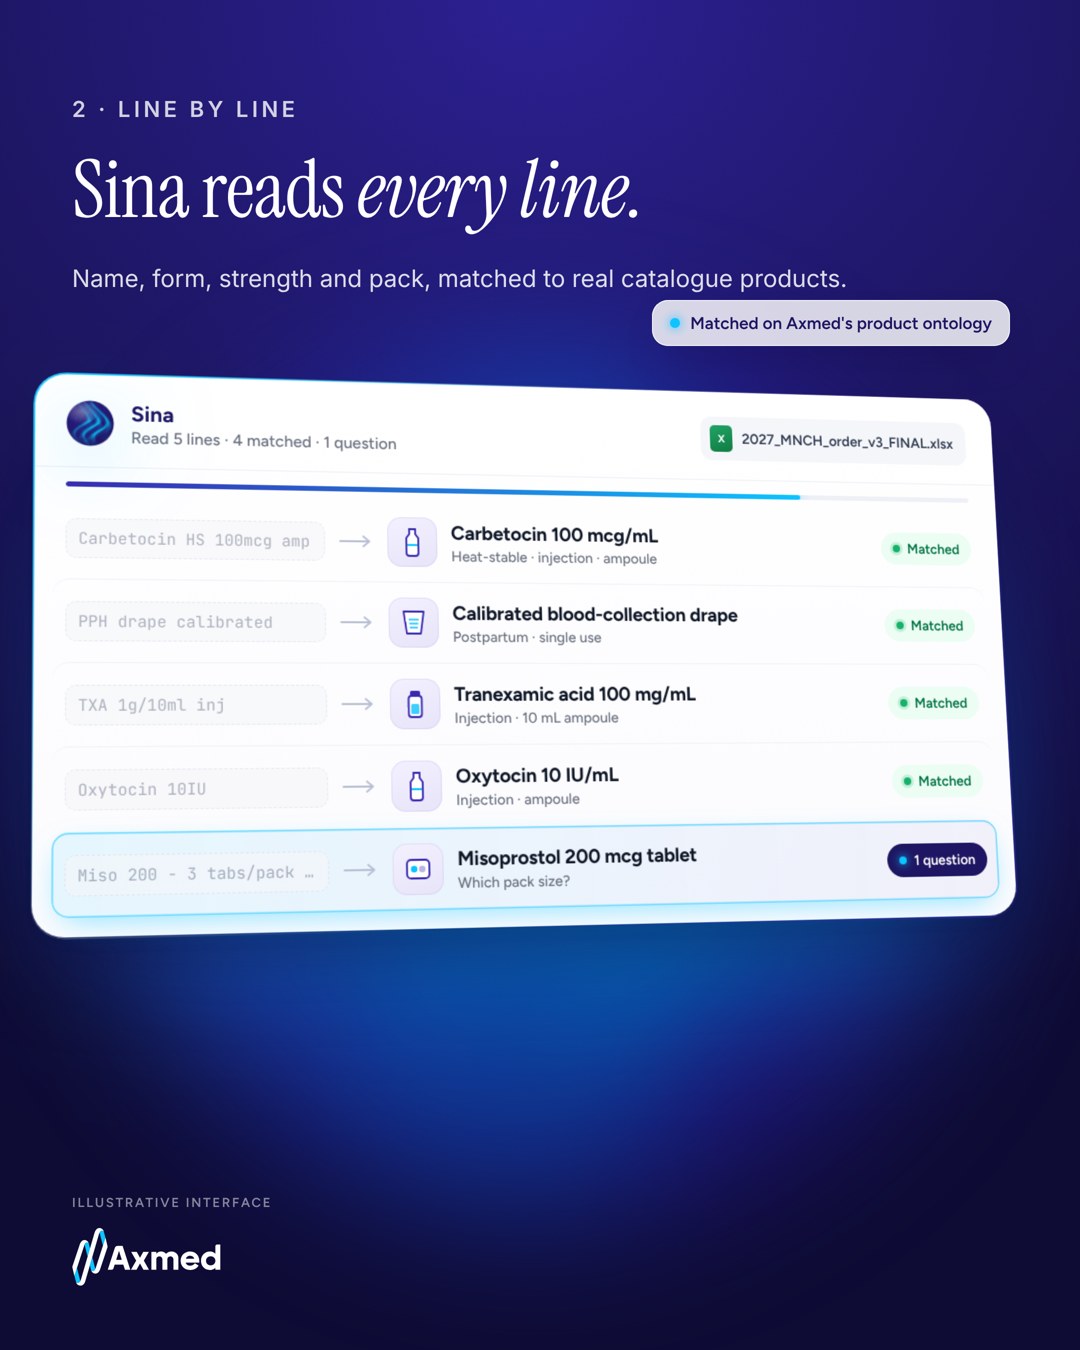 2 · LINE BY LINE
Sina reads every line.
Name, form, strength and pack, matched to real catalogue products.
Matched on Axmed's product ontology
Sina
Read 5 lines · 4 matched · 1 question
X 2027_MNCH_order_v3_FINAL.xlsx
Carbetocin HS 100mcg amp
Carbetocin 100 mcg/mL
Heat-stable · injection · ampoule
Matched
PPH drape calibrated
Calibrated blood-collection drape
Postpartum · single use
Matched
TXA 1g/10ml inj
Tranexamic acid 100 mg/mL
Injection · 10 mL ampoule
Matched
Oxytocin 10IU
Oxytocin 10 IU/mL
Injection · ampoule
Matched
Miso 200 - 3 tabs/pack …
Misoprostol 200 mcg tablet
Which pack size?
1 question
ILLUSTRATIVE INTERFACE
Axmed